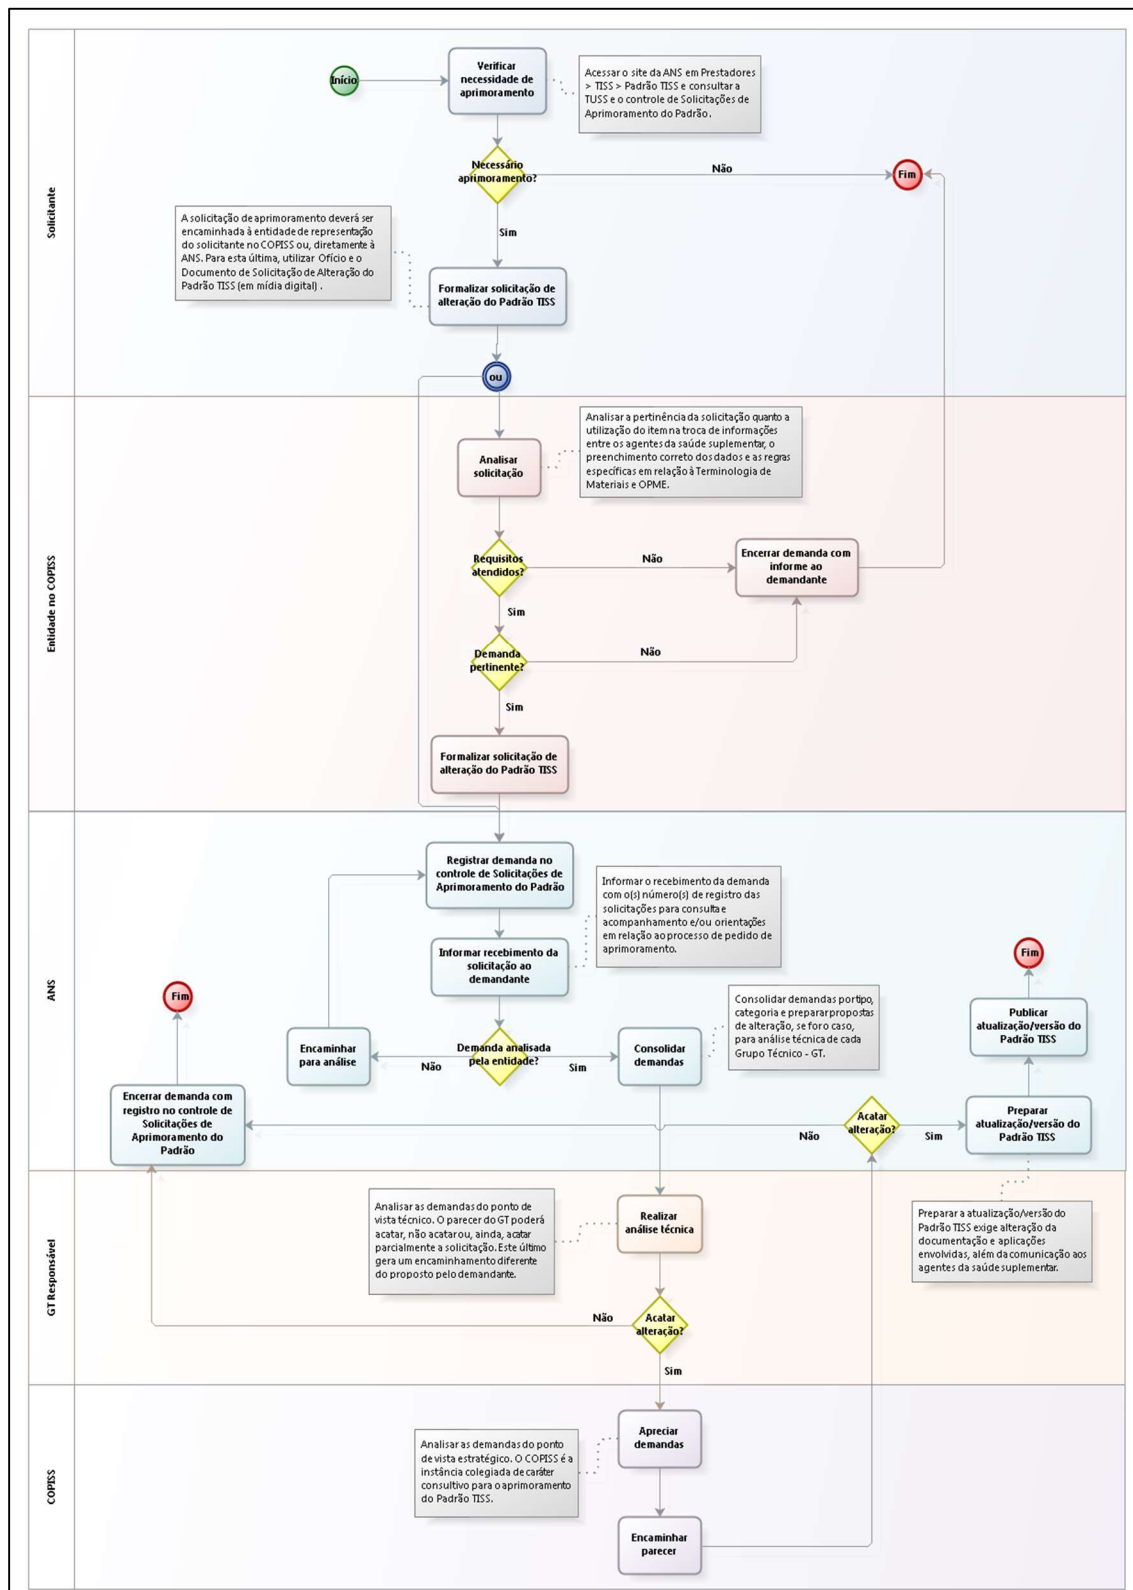 Solicitante
Início
Verificar
necessidade de
aprimoramento
Acessar o site da ANS em Prestadores
> TISS > Padrão TISS e consultar a
TUSS e o controle de Solicitações de
Aprimoramento do Padrão.
Necessário
aprimoramento?
Não
Fim
Sim
A solicitação de aprimoramento deverá ser
encaminhada à entidade de representação
do solicitante no COPISS ou, diretamente à
ANS. Para esta última, utilizar Ofício e o
Documento de Solicitação de Alteração do
Padrão TISS (em mídia digital) .
Formalizar solicitação de
alteração do Padrão TISS
ou
Entidade no COPISS
Analisar
solicitação
Analisar a pertinência da solicitação quanto a
utilização do item na troca de informações
entre os agentes da saúde suplementar, o
preenchimento correto dos dados e as regras
específicas em relação à Terminologia de
Materiais e OPME.
Requisitos
atendidos?
Não
Encerrar demanda com
informe ao
demandante
Sim
Demanda
pertinente?
Não
Sim
Formalizar solicitação de
alteração do Padrão TISS
ANS
Registrar demanda no
controle de Solicitações de
Aprimoramento do Padrão
Informar o recebimento da demanda
com o(s) número(s) de registro das
solicitações para consulta e
acompanhamento e/ou orientações
em relação ao processo de pedido de
aprimoramento.
Informar recebimento da
solicitação ao
demandante
Fim
Fim
Encaminhar
para análise
Não
Demanda analisada
pela entidade?
Sim
Consolidar
demandas
Consolidar demandas por tipo,
categoria e preparar propostas
de alteração, se for o caso,
para análise técnica de cada
Grupo Técnico - GT.
Publicar
atualização/versão do
Padrão TISS
Encerrar demanda com
registro no controle de
Solicitações de
Aprimoramento do
Padrão
Não
Acatar
alteração?
Sim
Preparar
atualização/versão do
Padrão TISS
GT Responsável
Analisar as demandas do ponto de
vista técnico. O parecer do GT poderá
acatar, não acatar ou, ainda, acatar
parcialmente a solicitação. Este último
gera um encaminhamento diferente
do proposto pelo demandante.
Realizar
análise técnica
Preparar a atualização/versão do
Padrão TISS exige alteração da
documentação e aplicações
envolvidas, além da comunicação aos
agentes da saúde suplementar.
Não
Acatar
alteração?
Sim
COPISS
Analisar as demandas do ponto
de vista estratégico. O COPISS é a
instância colegiada de caráter
consultivo para o aprimoramento
do Padrão TISS.
Apreciar
demandas
Encaminhar
parecer